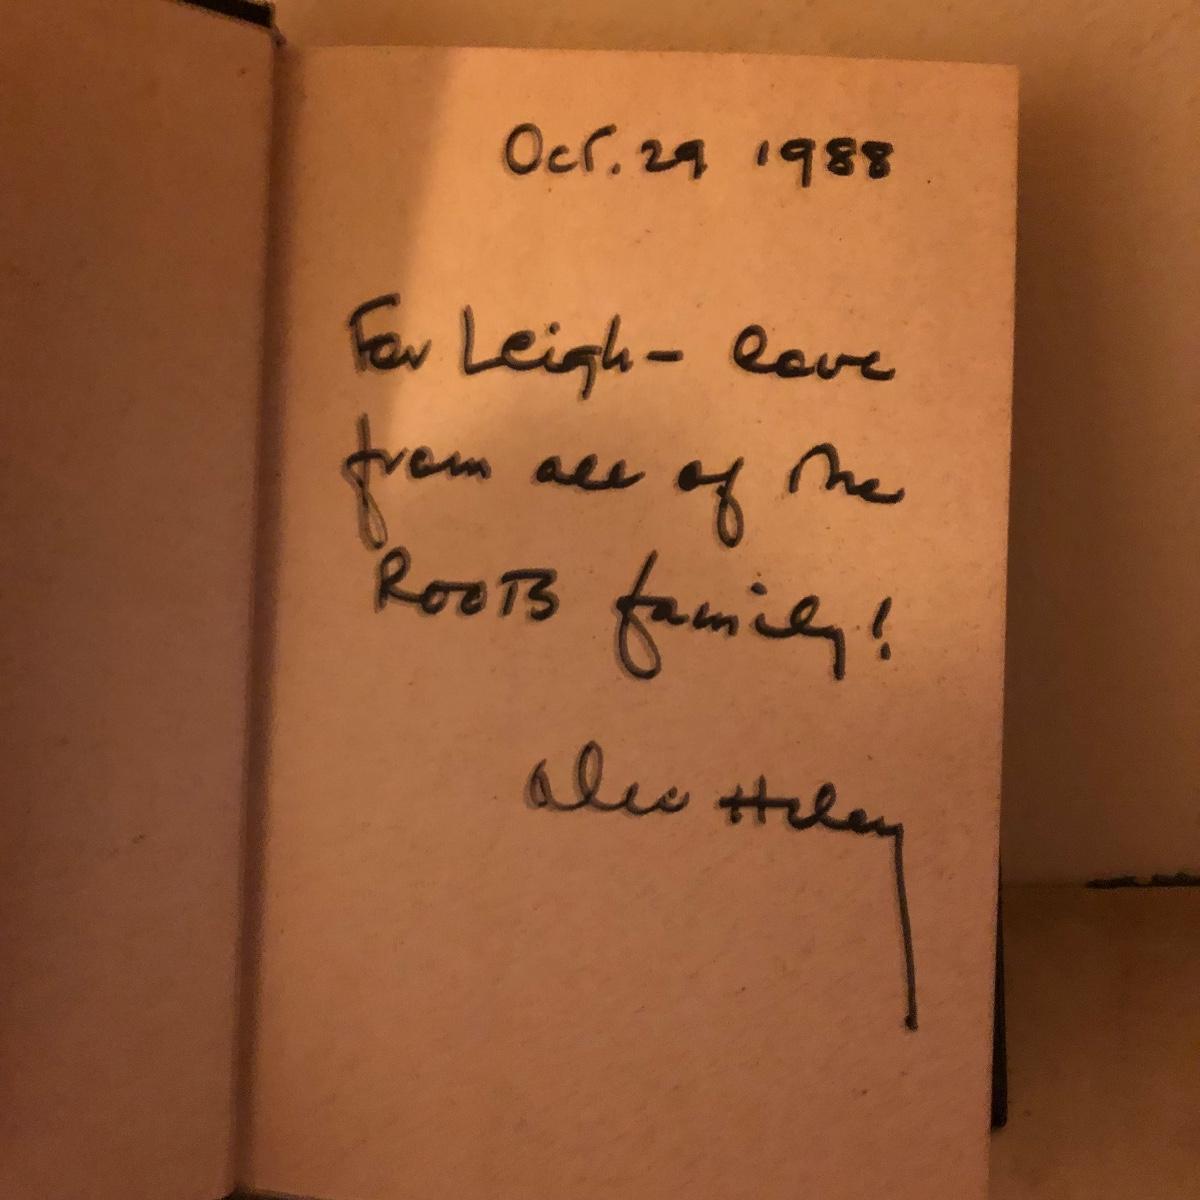 Oct. 29 1988
For Leigh - love
from all of the
ROOTS family!
Alex Haley